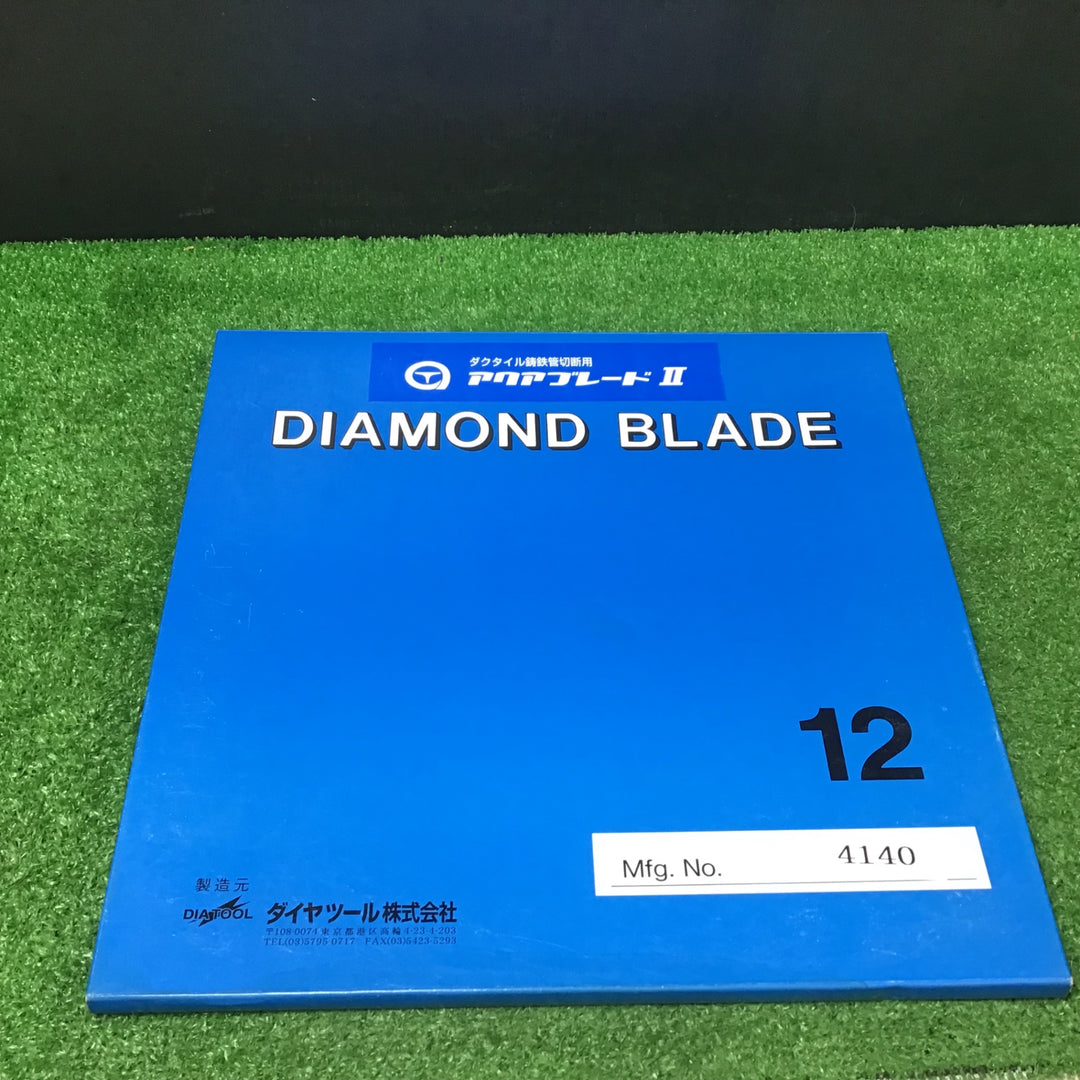 ダクタイル鋳鉄管切断用
アクアブレード II
DIAMOND BLADE
12
Mfg. No. 4140
製造元
DIATOOL ダイヤツール株式会社
〒108-0074 東京都港区高輪4-23-4-203
TEL(03)5795-0717 FAX(03)5423-5293